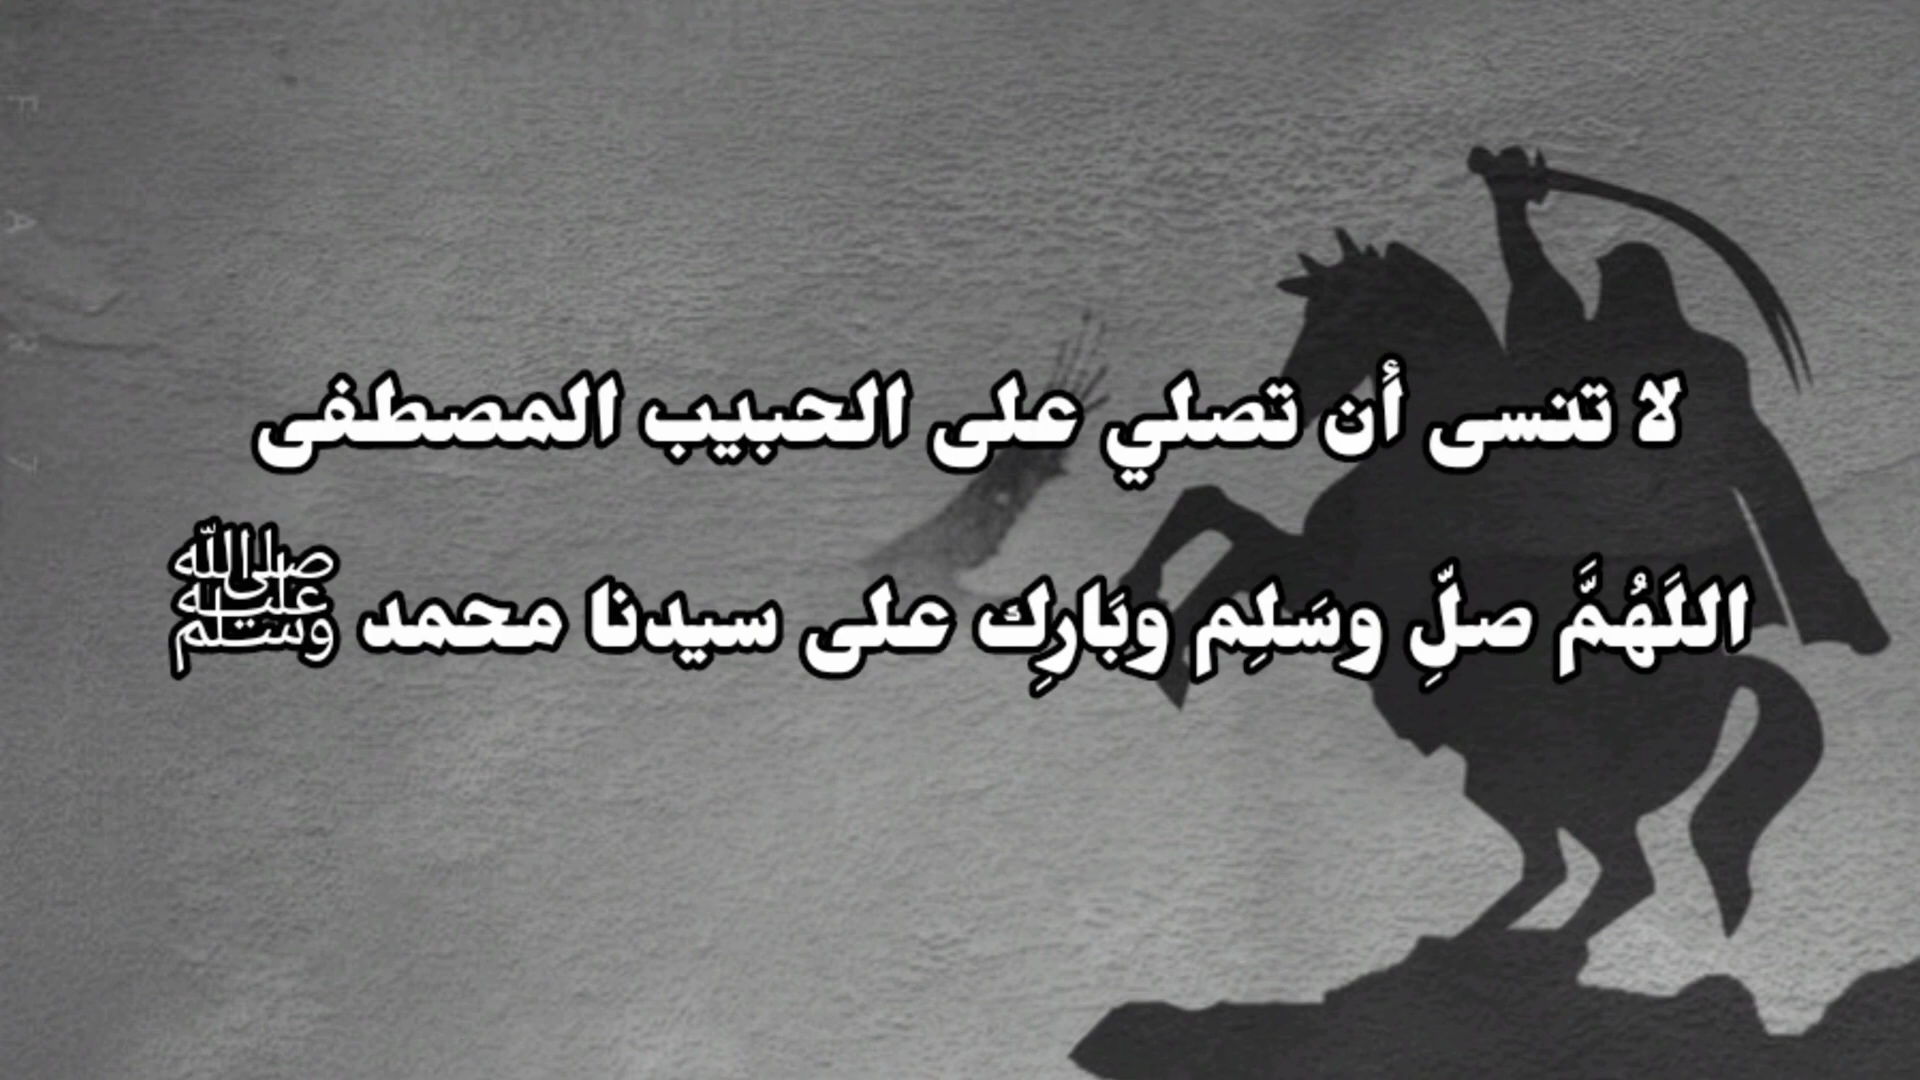 لا تنسى أن تصلي على الحبيب المصطفى
اللَهُمَّ صلِّ وسَلِم وبَارِك على سيدنا محمد ﷺ
F A R 7